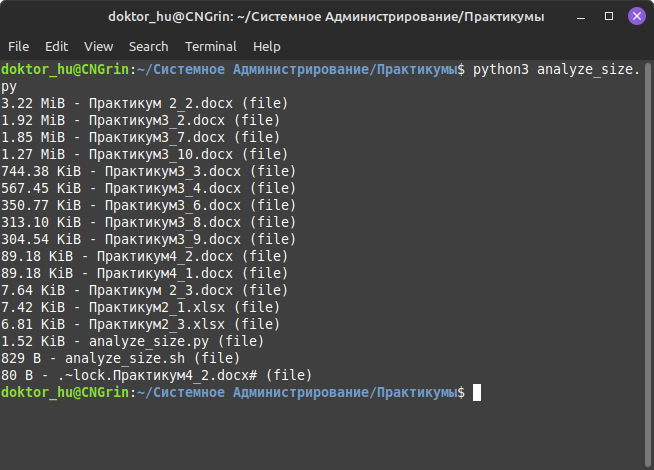 doktor_hu@CNGrin: ~/Системное Администрирование/Практикумы
File Edit View Search Terminal Help
doktor_hu@CNGrin:~/Системное Администрирование/Практикумы$ python3 analyze_size.
py
3.22 MiB - Практикум 2_2.docx (file)
1.92 MiB - Практикум3_2.docx (file)
1.85 MiB - Практикум3_7.docx (file)
1.27 MiB - Практикум3_10.docx (file)
744.38 KiB - Практикум3_3.docx (file)
567.45 KiB - Практикум3_4.docx (file)
350.77 KiB - Практикум3_6.docx (file)
313.10 KiB - Практикум3_8.docx (file)
304.54 KiB - Практикум3_9.docx (file)
89.18 KiB - Практикум4_2.docx (file)
89.18 KiB - Практикум4_1.docx (file)
7.64 KiB - Практикум 2_3.docx (file)
7.42 KiB - Практикум2_1.xlsx (file)
6.81 KiB - Практикум2_3.xlsx (file)
1.52 KiB - analyze_size.py (file)
829 B - analyze_size.sh (file)
80 B - .~lock.Практикум4_2.docx# (file)
doktor_hu@CNGrin:~/Системное Администрирование/Практикумы$